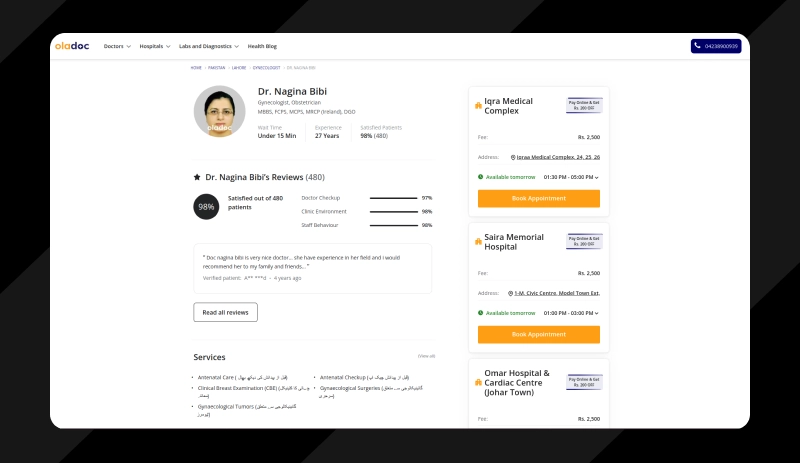 oladoc
Doctors
Hospitals
Labs and Diagnostics
Health Blog
04238900939
HOME
PAKISTAN
LAHORE
GYNECOLOGIST
DR. NAGINA BIBI
oladoc
Dr. Nagina Bibi
Gynecologist, Obstetrician
MBBS, FCPS, MCPS, MRCP (Ireland), DGO
Wait Time
Under 15 Min
Experience
27 Years
Satisfied Patients
98% (480)
Dr. Nagina Bibi's Reviews (480)
98%
Satisfied out of 480
patients
Doctor Checkup 97%
Clinic Environment 98%
Staff Behaviour 98%
" Doc nagina bibi is very nice doctor... she have experience in her field and i would
recommend her to my family and friends... "
Verified patient: A** ***d - 4 years ago
Read all reviews
Services
(View all)
• Antenatal Care (
• Clinical Breast Examination (CBE) (
• Gynaecological Tumors (
• Antenatal Checkup (
• Gynaecological Surgeries (
Iqra Medical
Complex
Pay Online & Get
Rs. 200 OFF
Fee: Rs. 2,500
Address: Iqraa Medical Complex, 24, 25, 26
Available tomorrow 01:30 PM - 05:00 PM
Book Appointment
Saira Memorial
Hospital
Pay Online & Get
Rs. 200 OFF
Fee: Rs. 2,500
Address: 1-M, Civic Centre, Model Town Ext,
Available tomorrow 01:00 PM - 03:00 PM
Book Appointment
Omar Hospital &
Cardiac Centre
(Johar Town)
Pay Online & Get
Rs. 200 OFF
Fee: Rs. 2,500